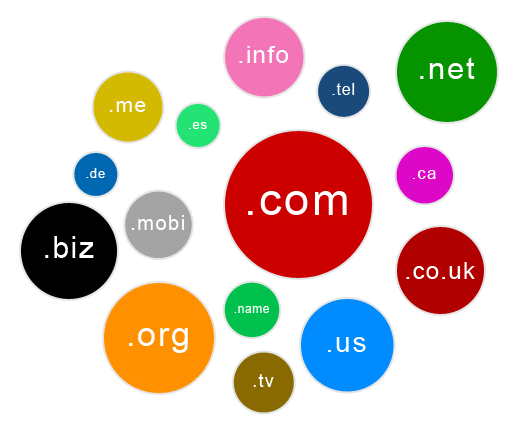 .info
.net
.tel
.me
.es
.de
.ca
.com
.mobi
.biz
.co.uk
.name
.org
.us
.tv